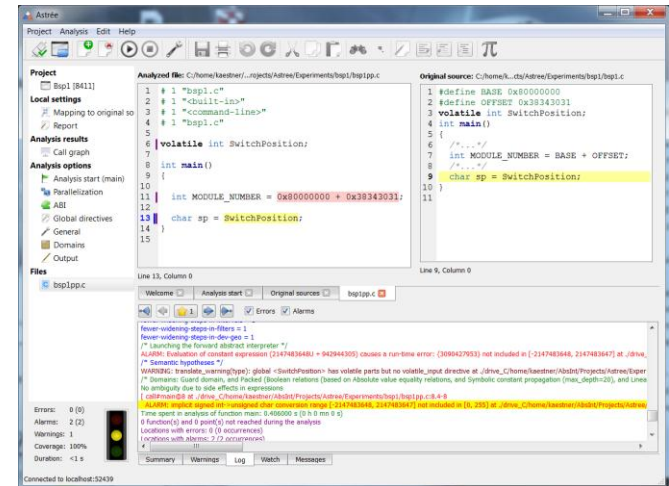 Astrée
Project Analysis Edit Help
Project
Bsp1 [8411]
Local settings
Mapping to original so
Report
Analysis results
Call graph
Analysis options
Analysis start (main)
Parallelization
ABI
Global directives
General
Domains
Output
Files
bsp1pp.c
Errors: 0 (0)
Alarms: 2 (2)
Warnings: 1
Coverage: 100%
Duration: <1 s
Connected to localhost:52439
Analyzed file: C:/home/kaestner/...rojects/Astree/Experiments/bsp1/bsp1pp.c
1 # 1 "bsp1.c"
2 # 1 "<built-in>"
3 # 1 "<command-line>"
4 # 1 "bsp1.c"
5
6 volatile int SwitchPosition;
7
8 int main()
9 {
10
11 int MODULE_NUMBER = 0x80000000 + 0x38343031;
12
13 char sp = SwitchPosition;
14 }
15
Line 13, Column 0
Original source: C:/home/k...cts/Astree/Experiments/bsp1/bsp1.c
1 #define BASE 0x80000000
2 #define OFFSET 0x38343031
3 volatile int SwitchPosition;
4 int main()
5 {
6 /*...*/
7 int MODULE_NUMBER = BASE + OFFSET;
8 /*...*/
9 char sp = SwitchPosition;
10 }
11
Line 9, Column 0
Welcome Analysis start Original sources bsp1pp.c
1 Errors Alarms
fewer-widening-steps-in-filters = 1
fewer-widening-steps-in-dev-geo = 1
/* Launching the forward abstract interpreter */
ALARM: Evaluation of constant expression (2147483648U + 942944305) causes a run-time error: {3090427953} not included in [-2147483648, 2147483647] at ./drive_
/* Semantic hypotheses */
WARNING: translate_warning(type): global <SwitchPosition> has volatile parts but no volatile_input directive at ./drive_C/home/kaestner/AbsInt/Projects/Astree/Exper
/* Domains: Guard domain, and Packed (Boolean relations (based on Absolute value equality relations, and Symbolic constant propagation (max_depth=20), and Linea
No ambiguity due to side effects in expressions
[ call#main@8 at ./drive_C/home/kaestner/AbsInt/Projects/Astree/Experiments/bsp1/bsp1pp.c:8.4-8
ALARM: implicit signed int->unsigned char conversion range [-2147483648, 2147483647] not included in [0, 255] at ./drive_C/home/kaestner/AbsInt/Projects/Astree/
Time spent in analysis of function main: 0.406000 s (0 h 0 mn 0 s)
0 function(s) and 0 point(s) not reached during the analysis
Locations with errors: 0 (0 occurrences)
Locations with alarms: 2 (2 occurrences)
Summary Warnings Log Watch Messages